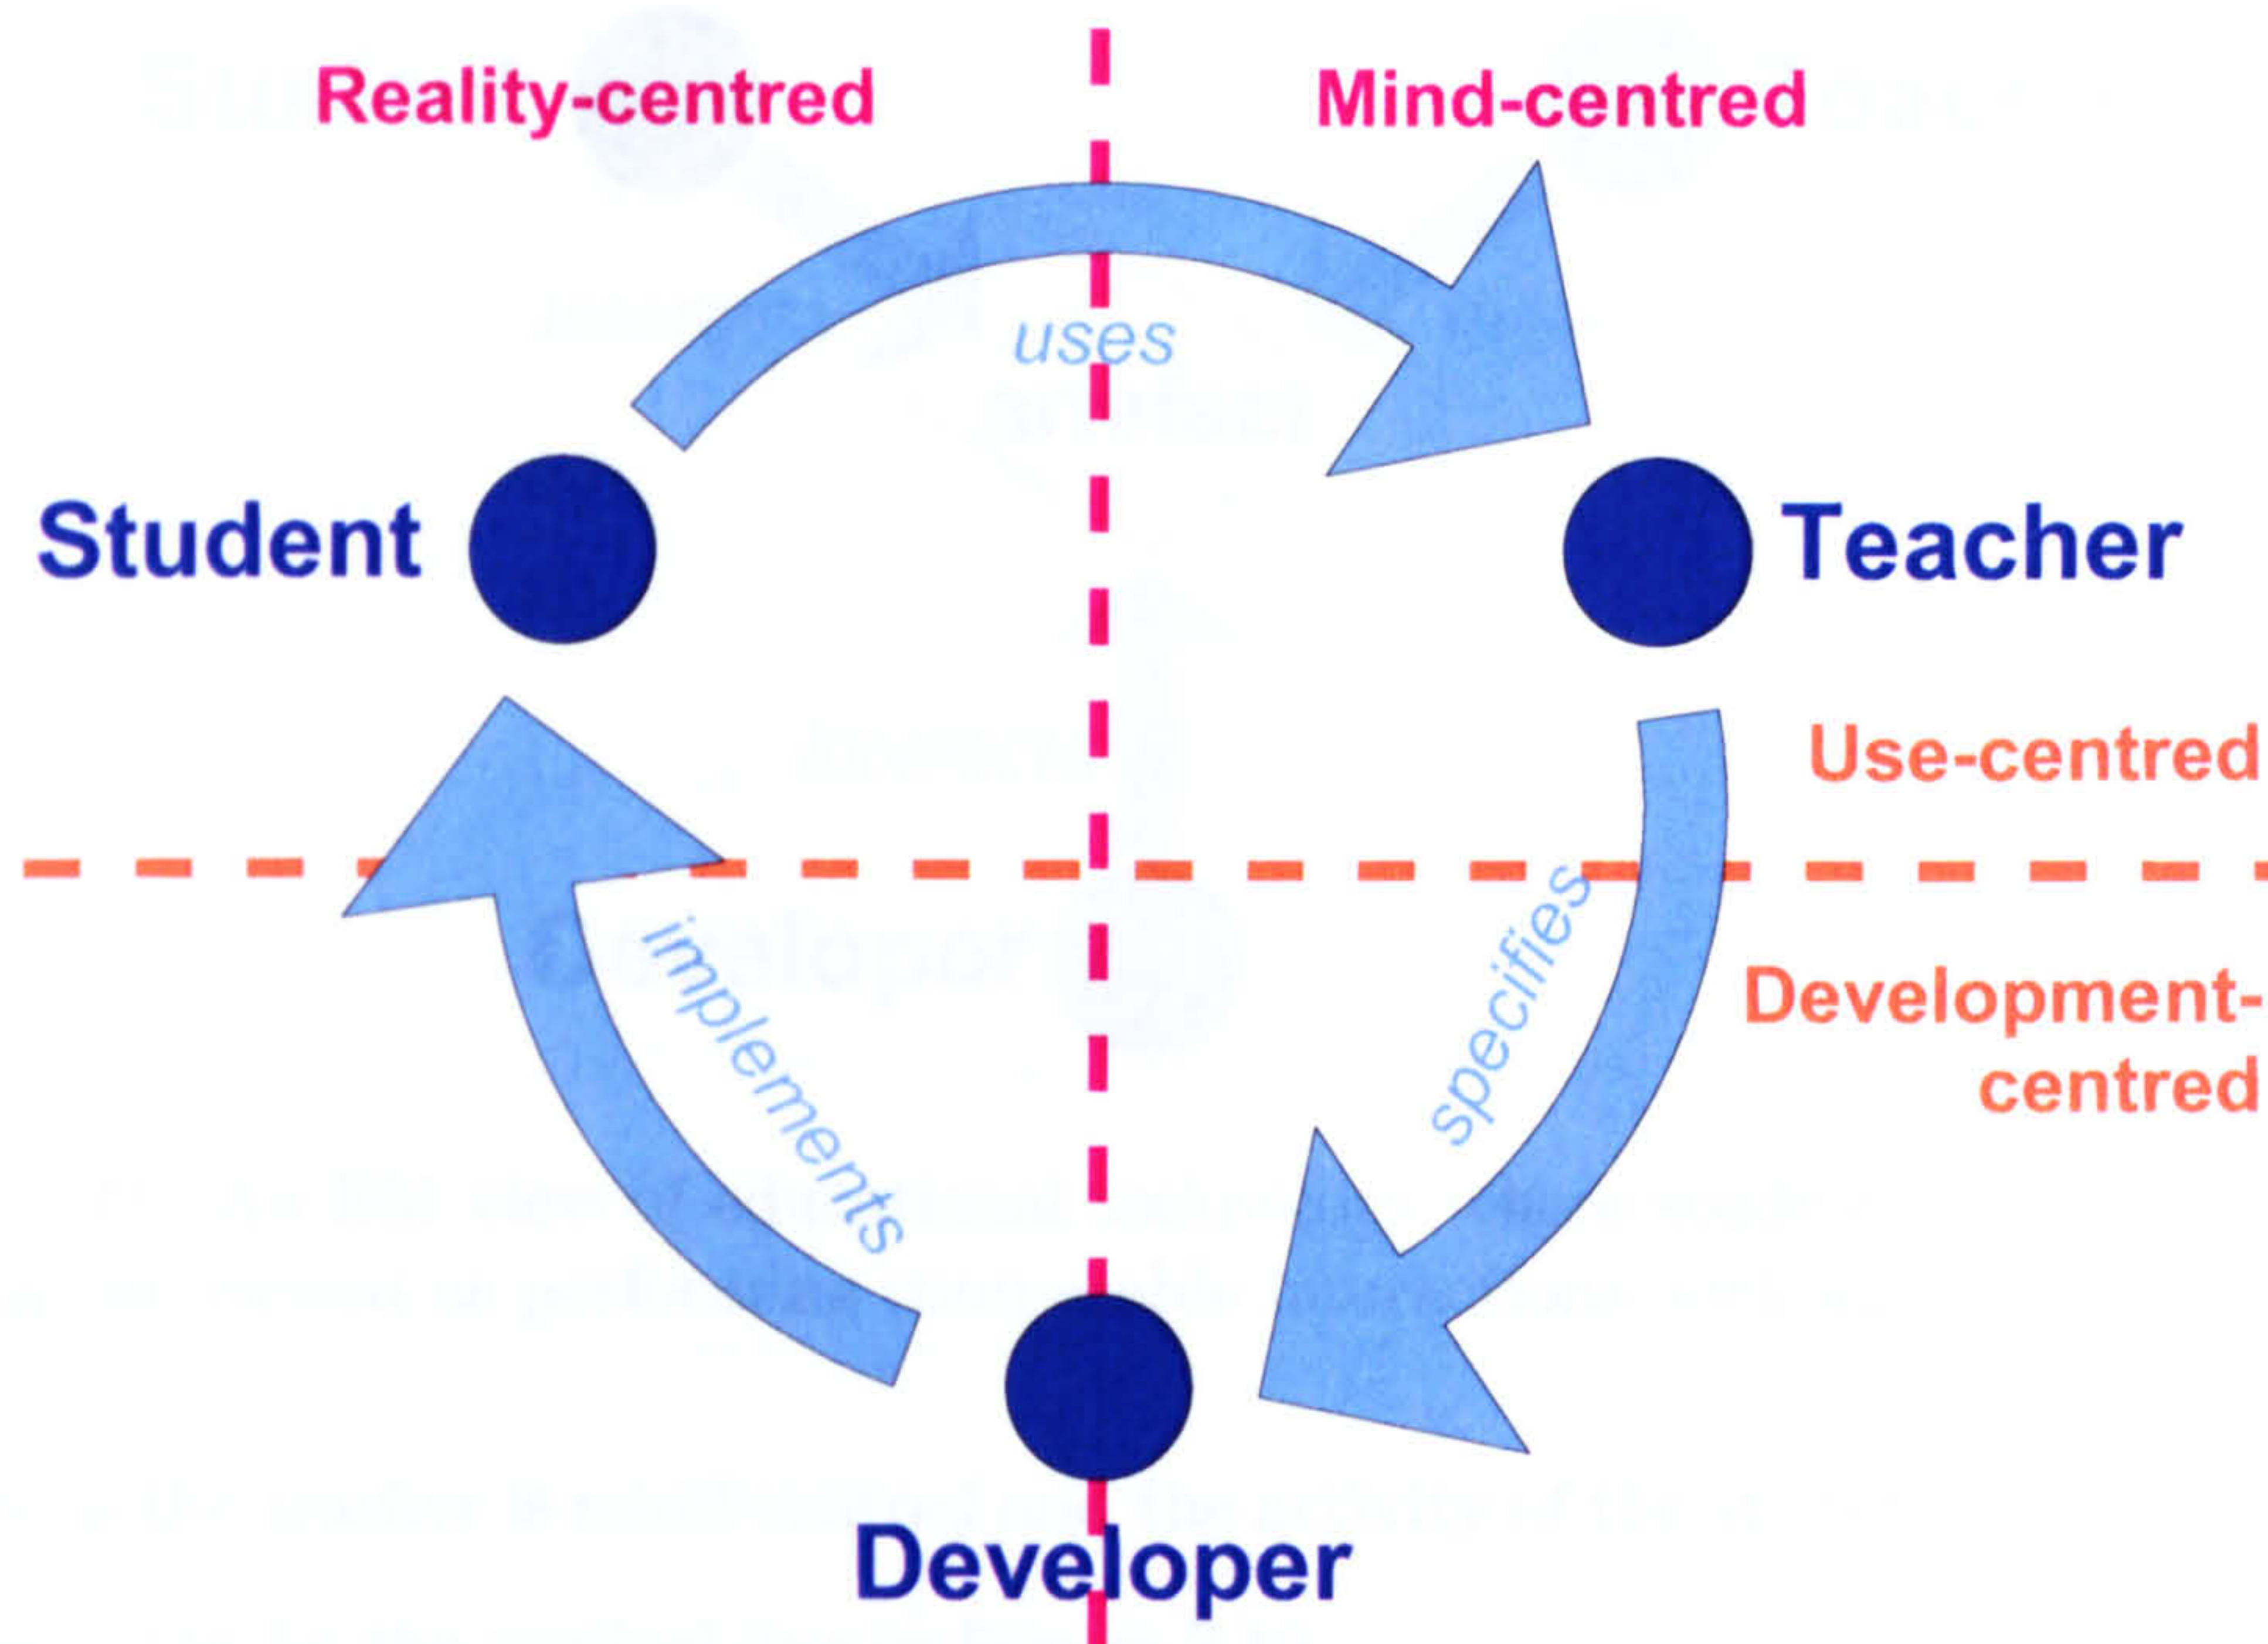 Reality-centred
Mind-centred
uses
Student
Teacher
Use-centred
specifies
implements
Development-
centred
Developer